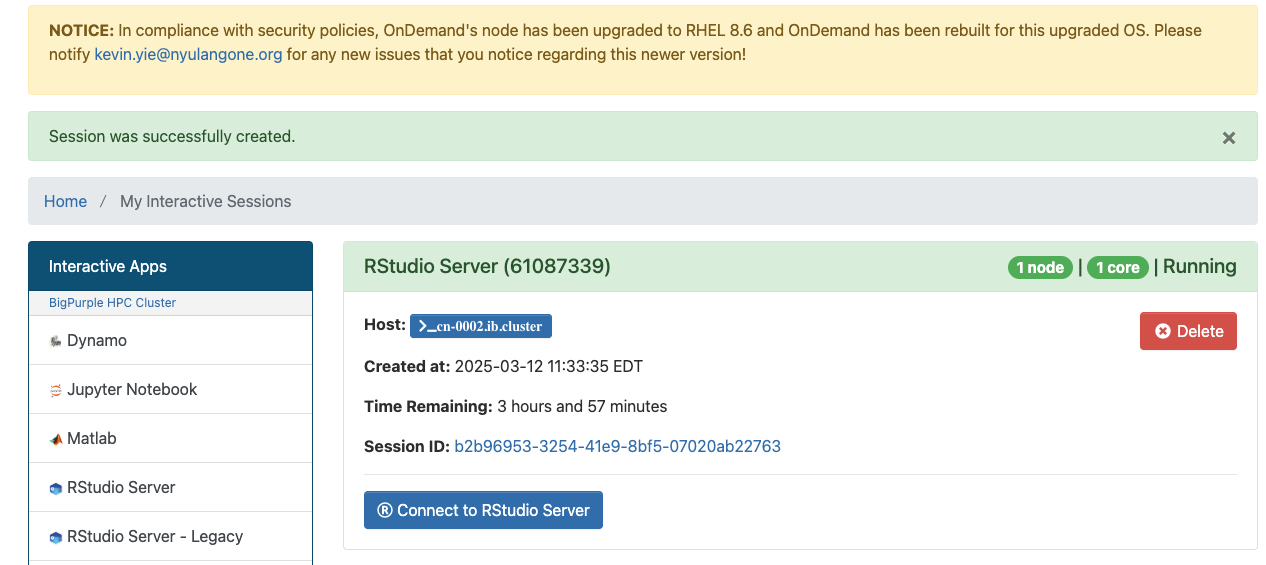 NOTICE: In compliance with security policies, OnDemand's node has been upgraded to RHEL 8.6 and OnDemand has been rebuilt for this upgraded OS. Please
notify kevin.yie@nyulangone.org for any new issues that you notice regarding this newer version!
Session was successfully created.
Home / My Interactive Sessions
Interactive Apps
BigPurple HPC Cluster
Dynamo
Jupyter Notebook
Matlab
RStudio Server
RStudio Server - Legacy
RStudio Server (61087339)
1 node | 1 core | Running
Host: >_cn-0002.ib.cluster
Delete
Created at: 2025-03-12 11:33:35 EDT
Time Remaining: 3 hours and 57 minutes
Session ID: b2b96953-3254-41e9-8bf5-07020ab22763
® Connect to RStudio Server